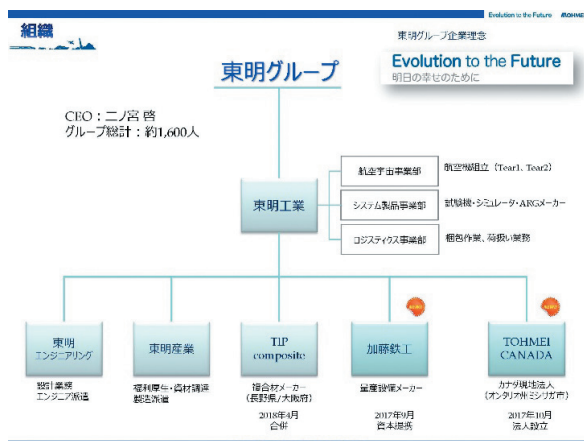 Evolution to the Future MOHMEI
組織
東明グループ企業理念
Evolution to the Future
明日の幸せのために
東明グループ
CEO：二ノ宮 啓
グループ総計：約1,600人
東明工業
航空宇宙事業部
航空機組立（Tear1、Tear2）
システム製品事業部
試験機・シミュレータ・ARGメーカー
ロジスティクス事業部
梱包作業、荷扱い業務
東明
エンジニアリング
設計業務
エンジニア派遣
東明産業
福利厚生・資材調達
製造派遣
TIP
composite
複合材メーカー
（長野県/大阪府）
2018年4月
合併
加藤鉄工
量産設備メーカー
2017年9月
資本提携
TOHMEI
CANADA
カナダ現地法人
（オンタリオ州ミシサガ市）
2017年10月
法人設立